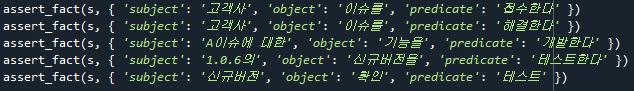 assert_fact(s, { 'subject': '고객사', 'object': '이슈를', 'predicate': '접수한다' })
assert_fact(s, { 'subject': '고객사', 'object': '이슈를', 'predicate': '해결한다' })
assert_fact(s, { 'subject': 'A이슈에 대한', 'object': '기능을', 'predicate': '개발한다' })
assert_fact(s, { 'subject': '1.0.6의', 'object': '신규버전을', 'predicate': '테스트한다' })
assert_fact(s, { 'subject': '신규버전', 'object': '확인', 'predicate': '테스트' })